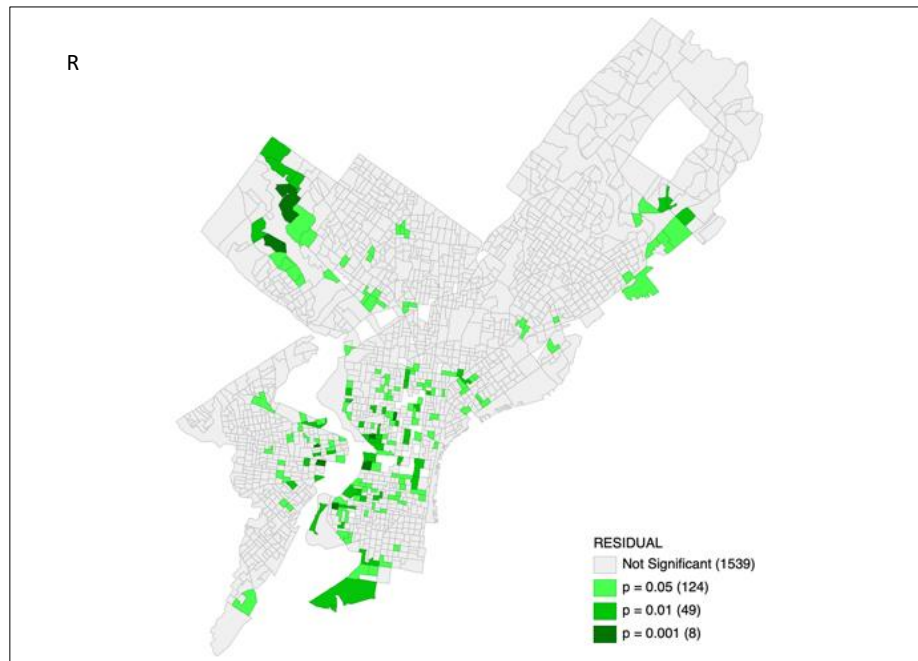 R
RESIDUAL
Not Significant (1539)
p = 0.05 (124)
p = 0.01 (49)
p = 0.001 (8)